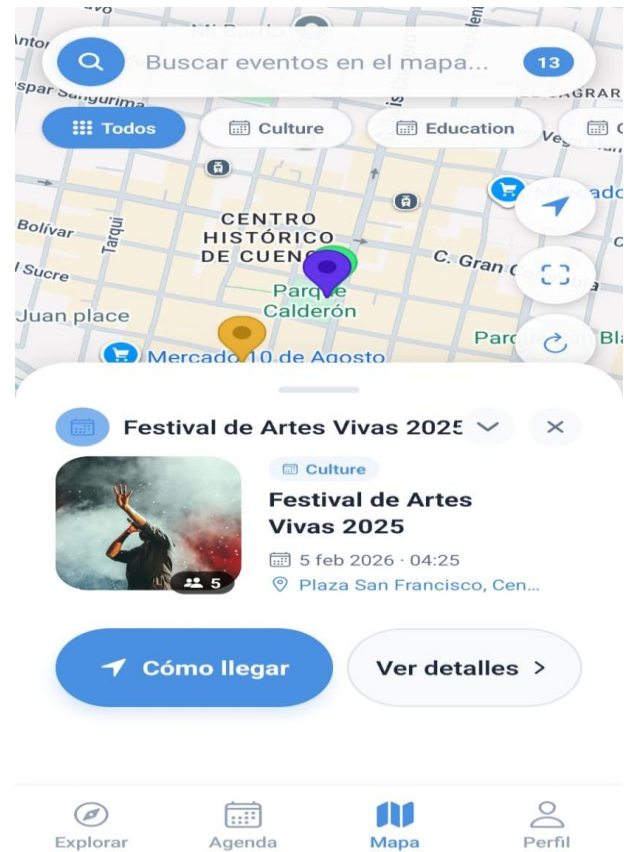 Buscar eventos en el mapa...
13
Todos
Culture
Education
Bolívar
Tarqui
CENTRO
HISTÓRICO
DE CUENCA
C. Gran
Sucre
Juan place
Parque
Calderón
Mercado 10 de Agosto
Festival de Artes Vivas 2025
Culture
Festival de Artes
Vivas 2025
5 feb 2026 · 04:25
Plaza San Francisco, Cen...
5
Cómo llegar
Ver detalles
Explorar
Agenda
Mapa
Perfil